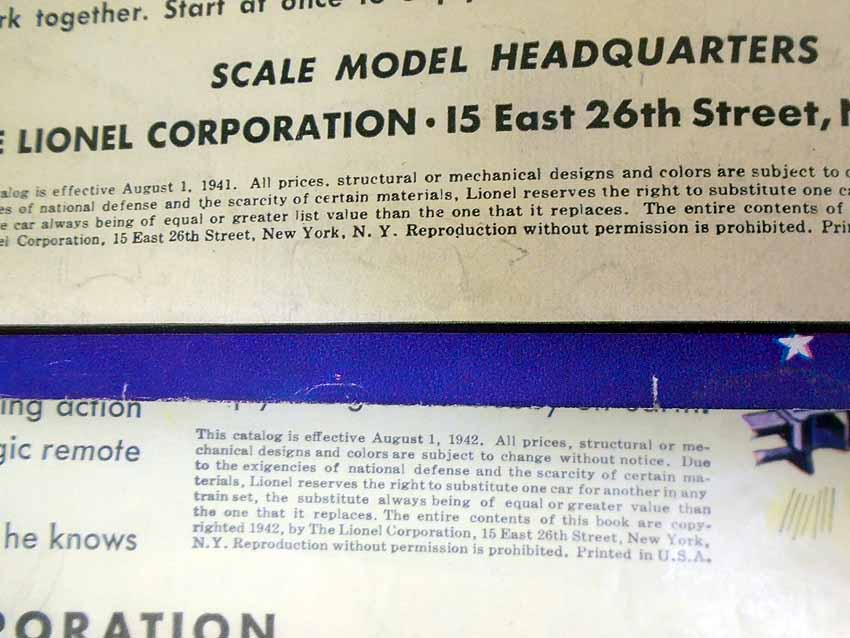 rk together. Start at once
SCALE MODEL HEADQUARTERS
E LIONEL CORPORATION • 15 East 26th Street, N
alog is effective August 1, 1941. All prices, structural or mechanical designs and colors are subject to c
es of national defense and the scarcity of certain materials, Lionel reserves the right to substitute one c
e car always being of equal or greater list value than the one that it replaces. The entire contents of
el Corporation, 15 East 26th Street, New York, N. Y. Reproduction without permission is prohibited. Prin
ing action
gic remote
he knows
This catalog is effective August 1, 1942. All prices, structural or me-
chanical designs and colors are subject to change without notice. Due
to the exigencies of national defense and the scarcity of certain ma-
terials, Lionel reserves the right to substitute one car for another in any
train set, the substitute always being of equal or greater value than
the one that it replaces. The entire contents of this book are copy-
righted 1942, by The Lionel Corporation, 15 East 26th Street, New York,
N.Y. Reproduction without permission is prohibited. Printed in U.S.A.
PORATION